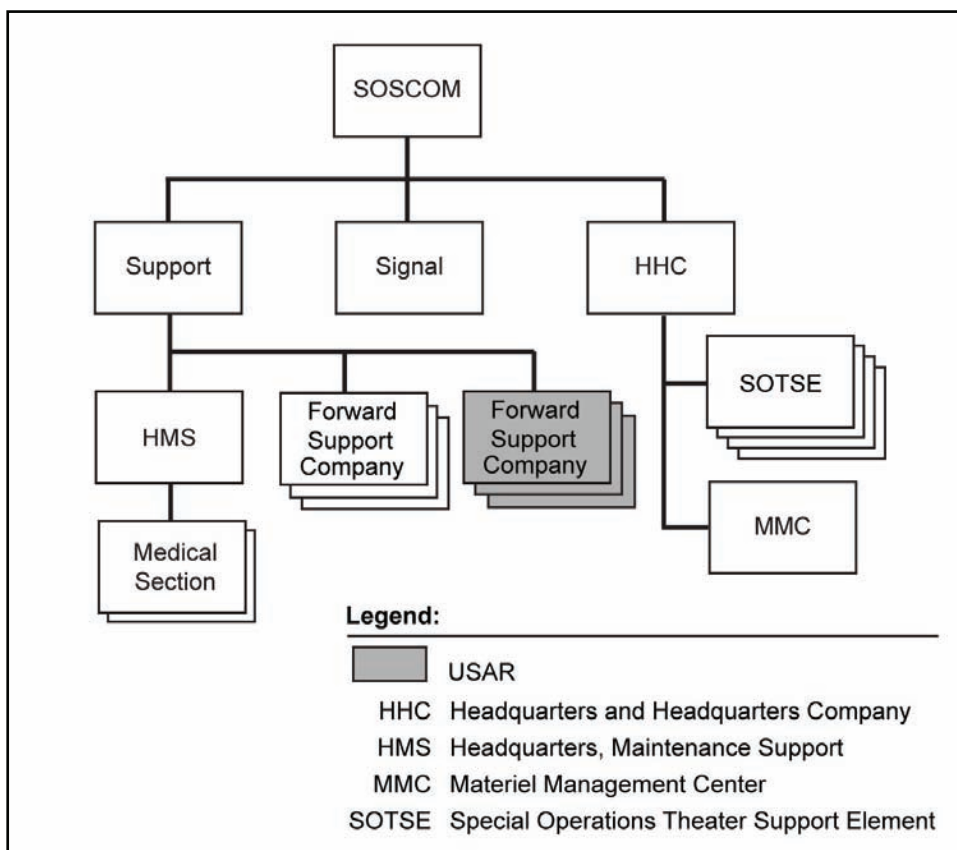 SOSCOM
Support
Signal
HHC
HMS
Forward
Support
Company
Forward
Support
Company
SOTSE
Medical
Section
MMC
Legend:
USAR
HHC Headquarters and Headquarters Company
HMS Headquarters, Maintenance Support
MMC Materiel Management Center
SOTSE Special Operations Theater Support Element